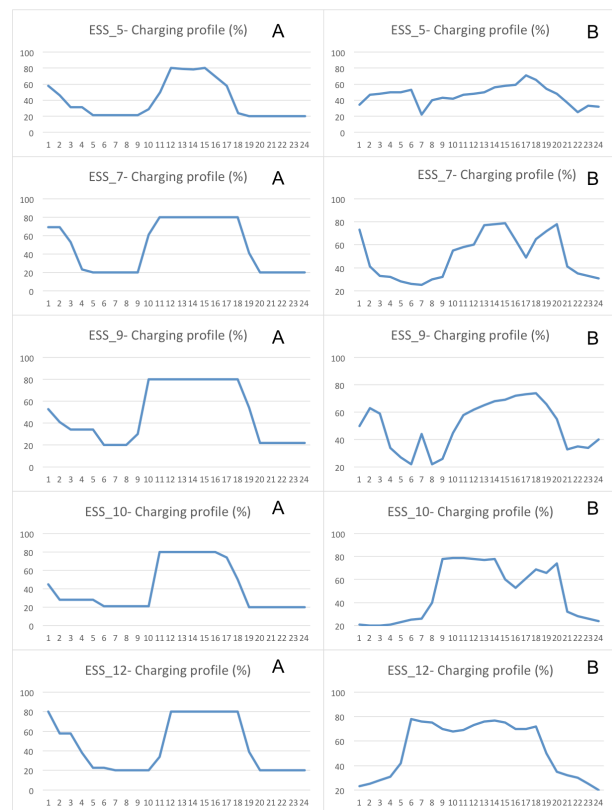 ESS_5- Charging profile (%) A
100
80
60
40
20
0
1 2 3 4 5 6 7 8 9 10 11 12 13 14 15 16 17 18 19 20 21 22 23 24
ESS_5- Charging profile (%) B
100
80
60
40
20
0
1 2 3 4 5 6 7 8 9 10 11 12 13 14 15 16 17 18 19 20 21 22 23 24
ESS_7- Charging profile (%) A
100
80
60
40
20
0
1 2 3 4 5 6 7 8 9 10 11 12 13 14 15 16 17 18 19 20 21 22 23 24
ESS_7- Charging profile (%) B
100
80
60
40
20
1 2 3 4 5 6 7 8 9 10 11 12 13 14 15 16 17 18 19 20 21 22 23 24
ESS_9- Charging profile (%) A
100
80
60
40
20
0
1 2 3 4 5 6 7 8 9 10 11 12 13 14 15 16 17 18 19 20 21 22 23 24
ESS_9- Charging profile (%) B
100
80
60
40
20
1 2 3 4 5 6 7 8 9 10 11 12 13 14 15 16 17 18 19 20 21 22 23 24
ESS_10- Charging profile (%) A
100
80
60
40
20
0
1 2 3 4 5 6 7 8 9 10 11 12 13 14 15 16 17 18 19 20 21 22 23 24
ESS_10- Charging profile (%) B
100
80
60
40
20
1 2 3 4 5 6 7 8 9 10 11 12 13 14 15 16 17 18 19 20 21 22 23 24
ESS_12- Charging profile (%) A
100
80
60
40
20
0
1 2 3 4 5 6 7 8 9 10 11 12 13 14 15 16 17 18 19 20 21 22 23 24
ESS_12- Charging profile (%) B
100
80
60
40
20
1 2 3 4 5 6 7 8 9 10 11 12 13 14 15 16 17 18 19 20 21 22 23 24